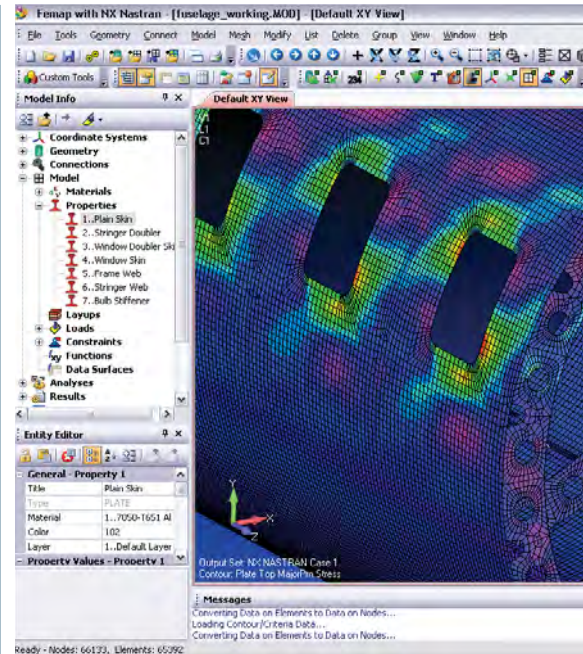 Femap with NX Nastran - [fuselage_working.MOD] - [Default XY View]
File Tools Geometry Connect Model Mesh Modify List Delete Group View Window Help
Custom Tools
Model Info
Default XY View
V1
L1
C1
Coordinate Systems
Geometry
Connections
Model
Materials
Properties
1..Plain Skin
2..Stringer Doubler
3..Window Doubler Ski
4..Window Skin
5..Frame Web
6..Stringer Web
7..Bulb Stiffener
Layups
Loads
Constraints
Functions
Data Surfaces
Analyses
Results
Entity Editor
General - Property 1
Title Plain Skin
Type PLATE
Material 1..7050-T651 Al
Color 102
Layer 1..Default Layer
Property Values - Property 1
Y
X
Z
Output Set: NX NASTRAN Case 1
Contour: Plate Top MajorPrn Stress
Messages
Converting Data on Elements to Data on Nodes...
Loading Contour/Criteria Data...
Converting Data on Elements to Data on Nodes...
Ready - Nodes: 66133, Elements: 65392